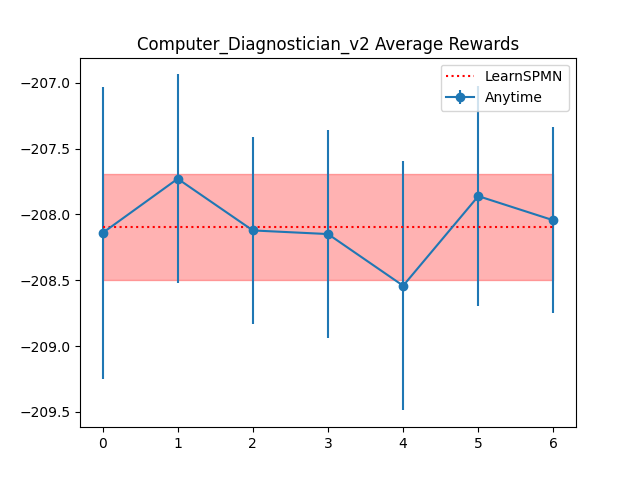 Computer_Diagnostician_v2 Average Rewards
LearnSPMN
Anytime
−207.0
−207.5
−208.0
−208.5
−209.0
−209.5
0 1 2 3 4 5 6